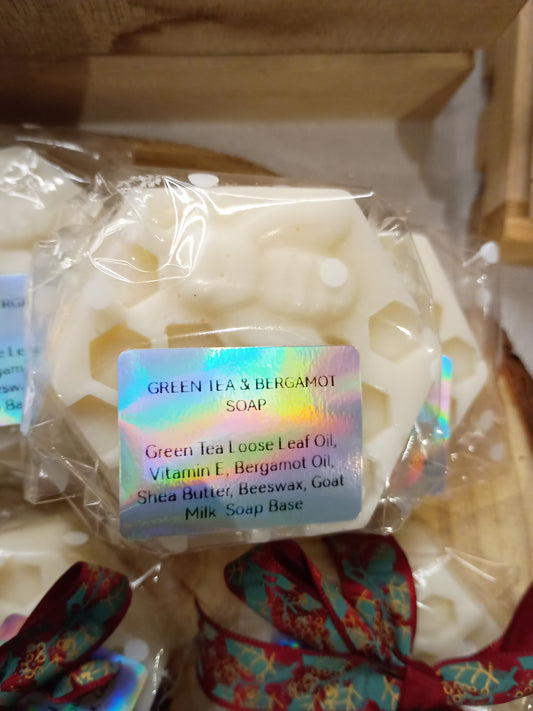 GREEN TEA & BERGAMOT
SOAP
Green Tea Loose Leaf Oil,
Vitamin E, Bergamot Oil,
Shea Butter, Beeswax, Goat
Milk Soap Base